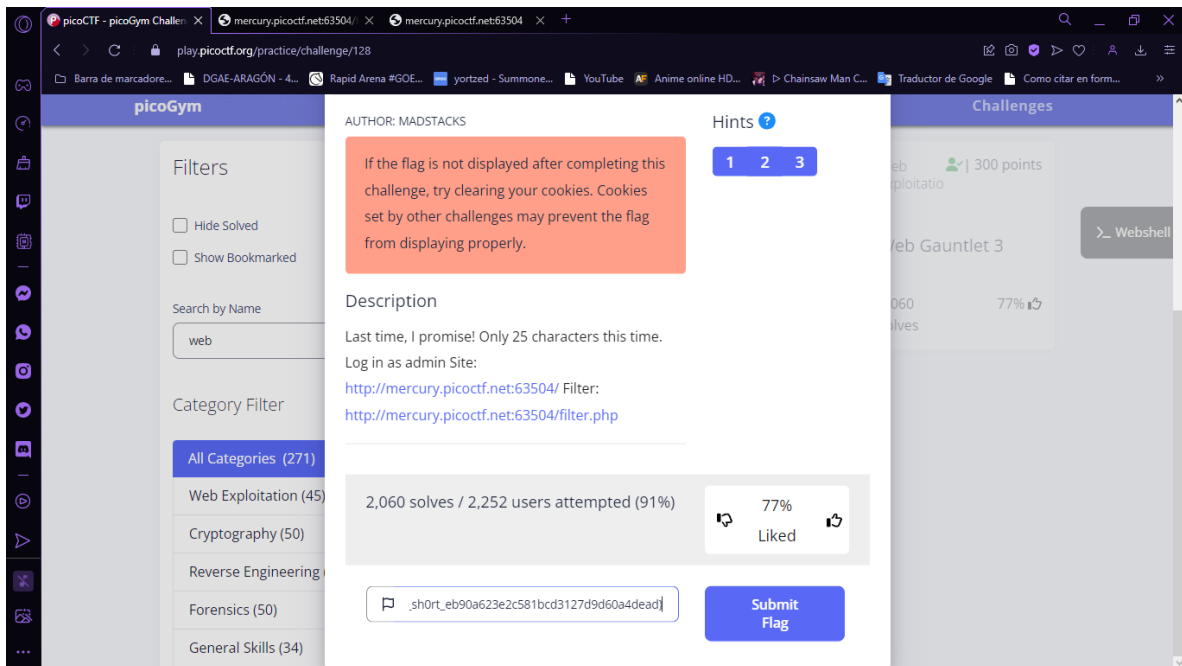 picoCTF - picoGym Challen
mercury.picoctf.net:63504/
mercury.picoctf.net:63504
play.picoctf.org/practice/challenge/128
Barra de marcadore...
DGAE-ARAGÓN - 4...
Rapid Arena #GOE...
yortzed - Summone...
YouTube
AF Anime online HD...
▷ Chainsaw Man C...
Traductor de Google
Como citar en form...
»
picoGym
Challenges
Filters
Hide Solved
Show Bookmarked
Search by Name
web
Category Filter
All Categories (271)
Web Exploitation (45)
Cryptography (50)
Reverse Engineering
Forensics (50)
General Skills (34)
AUTHOR: MADSTACKS
If the flag is not displayed after completing this
challenge, try clearing your cookies. Cookies
set by other challenges may prevent the flag
from displaying properly.
Description
Last time, I promise! Only 25 characters this time.
Log in as admin Site:
http://mercury.picoctf.net:63504/ Filter:
http://mercury.picoctf.net:63504/filter.php
Hints ?
1 2 3
2,060 solves / 2,252 users attempted (91%)
77%
Liked
_sh0rt_eb90a623e2c581bcd3127d9d60a4dead}
Submit
Flag
eb
| 300 points
xploitatio
eb Gauntlet 3
060
77%
lves
>_ Webshell